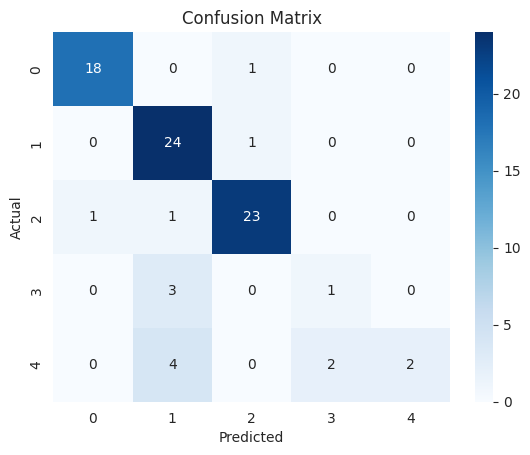 Confusion Matrix
0 18 0 1 0 0
1 0 24 1 0 0
2 1 1 23 0 0
3 0 3 0 1 0
4 0 4 0 2 2
0 1 2 3 4
Actual
Predicted
20
15
10
5
0